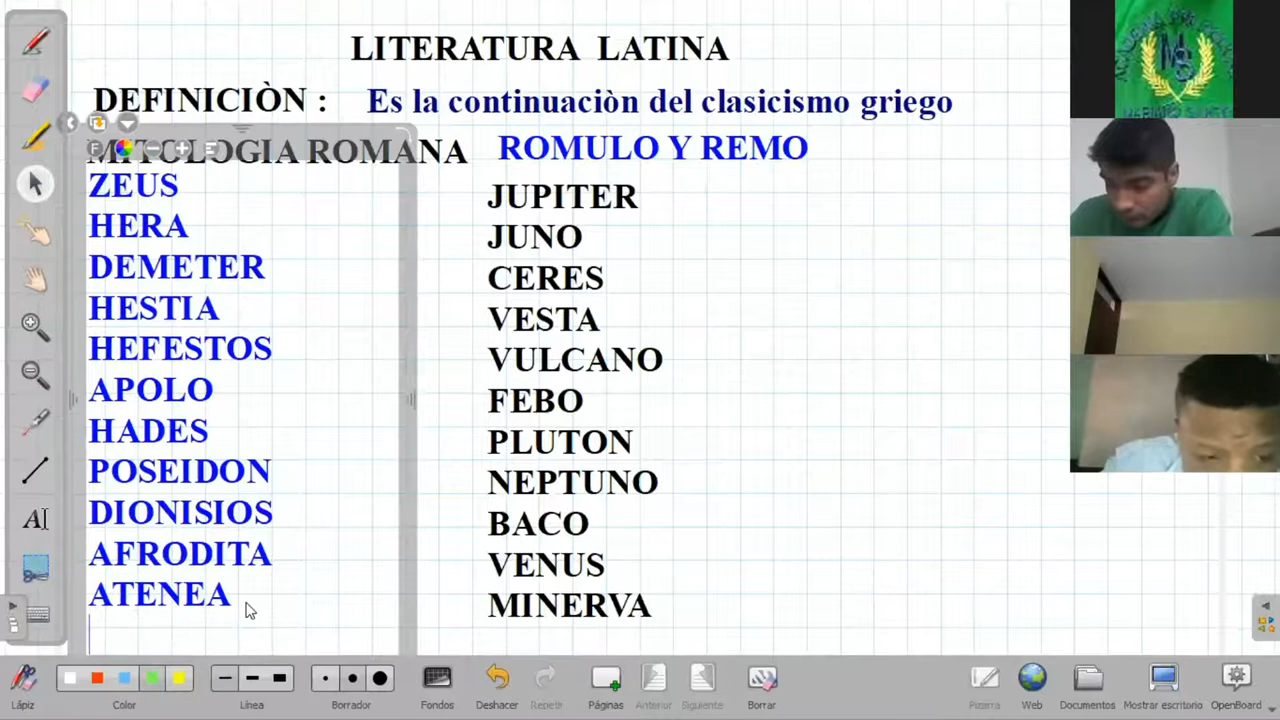 LITERATURA LATINA
DEFINICIÒN : Es la continuaciòn del clasicismo griego
MITOLOGIA ROMANA ROMULO Y REMO
ZEUS JUPITER
HERA JUNO
DEMETER CERES
HESTIA VESTA
HEFESTOS VULCANO
APOLO FEBO
HADES PLUTON
POSEIDON NEPTUNO
DIONISIOS BACO
AFRODITA VENUS
ATENEA MINERVA
Lápiz Color Línea Borrador Fondos Deshacer Repetir Páginas Anterior Siguiente Borrar Pizarra Web Documentos Mostrar escritorio OpenBoard